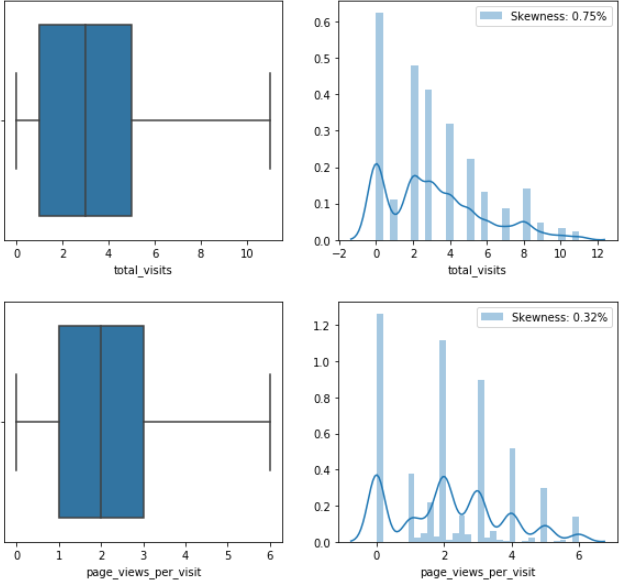 0 2 4 6 8 10
total_visits
Skewness: 0.75%
0.6
0.5
0.4
0.3
0.2
0.1
0.0
−2 0 2 4 6 8 10 12
total_visits
0 1 2 3 4 5 6
page_views_per_visit
Skewness: 0.32%
1.2
1.0
0.8
0.6
0.4
0.2
0.0
0 2 4 6
page_views_per_visit